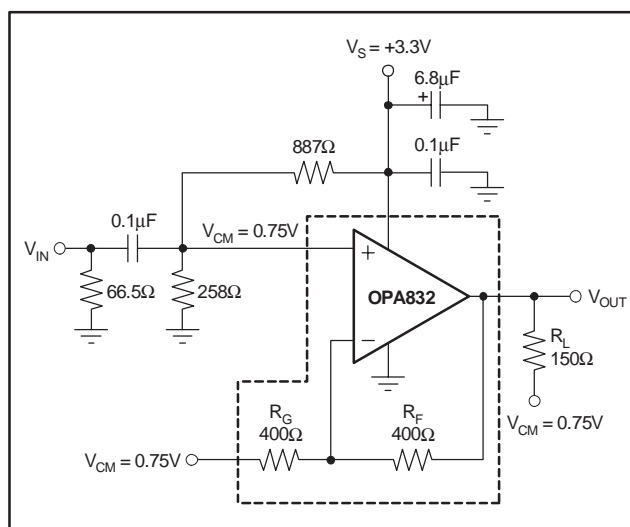 V_S = +3.3V
6.8μF
+
887Ω
0.1μF
0.1μF
V_CM = 0.75V
V_IN
+
OPA832
V_OUT
66.5Ω
258Ω
−
R_L
150Ω
R_G
400Ω
R_F
400Ω
V_CM = 0.75V
V_CM = 0.75V